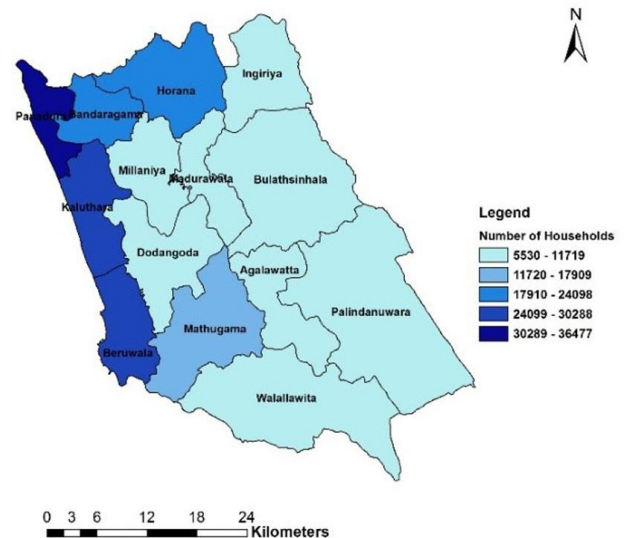 N
Ingiriya
Horana
Panadura
Bandaragama
Millaniya
Madurawala
Bulathsinhala
Kaluthara
Dodangoda
Agalawatta
Palindanuwara
Mathugama
Beruwala
Walallawita
Legend
Number of Households
5530 - 11719
11720 - 17909
17910 - 24098
24099 - 30288
30289 - 36477
0 3 6 12 18 24
Kilometers